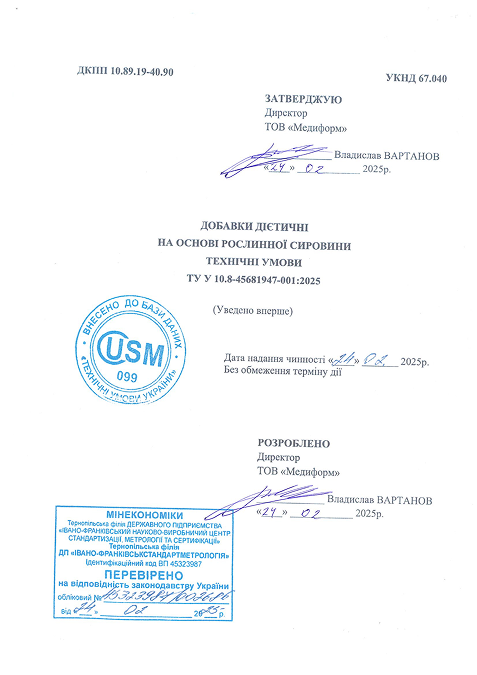 ДКПП 10.89.19-40.90
УКНД 67.040
ЗАТВЕРДЖУЮ
Директор
ТОВ «Медиформ»
Владислав ВАРТАНОВ
«24» 02 2025р.
ДОБАВКИ ДІЄТИЧНІ
НА ОСНОВІ РОСЛИННОЇ СИРОВИНИ
ТЕХНІЧНІ УМОВИ
ТУ У 10.8-45681947-001:2025
(Уведено вперше)
ВНЕСЕНО ДО БАЗИ ДАНИХ
USM
099
«ТЕХНІЧНІ УМОВИ УКРАЇНИ»
Дата надання чинності «24» 02 2025р.
Без обмеження терміну дії
РОЗРОБЛЕНО
Директор
ТОВ «Медиформ»
Владислав ВАРТАНОВ
«24» 02 2025р.
МІНЕКОНОМІКИ
Тернопільська філія ДЕРЖАВНОГО ПІДПРИЄМСТВА
«ІВАНО-ФРАНКІВСЬКИЙ НАУКОВО-ВИРОБНИЧИЙ ЦЕНТР
СТАНДАРТИЗАЦІЇ, МЕТРОЛОГІЇ ТА СЕРТИФІКАЦІЇ»
Тернопільська філія
ДП «ІВАНО-ФРАНКІВСЬКСТАНДАРТМЕТРОЛОГІЯ»
Ідентифікаційний код ВП 45323987
ПЕРЕВІРЕНО
на відповідність законодавству України
обліковий № 45323987/002686
від «24» 02 2025 р.